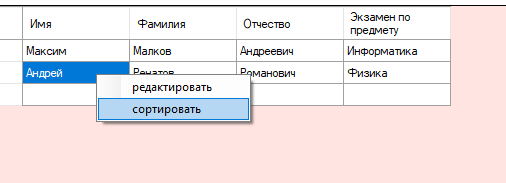 Имя Фамилия Отчество Экзамен по предмету
Максим Малков Андреевич Информатика
Андрей Ренатов Романович Физика
редактировать
сортировать